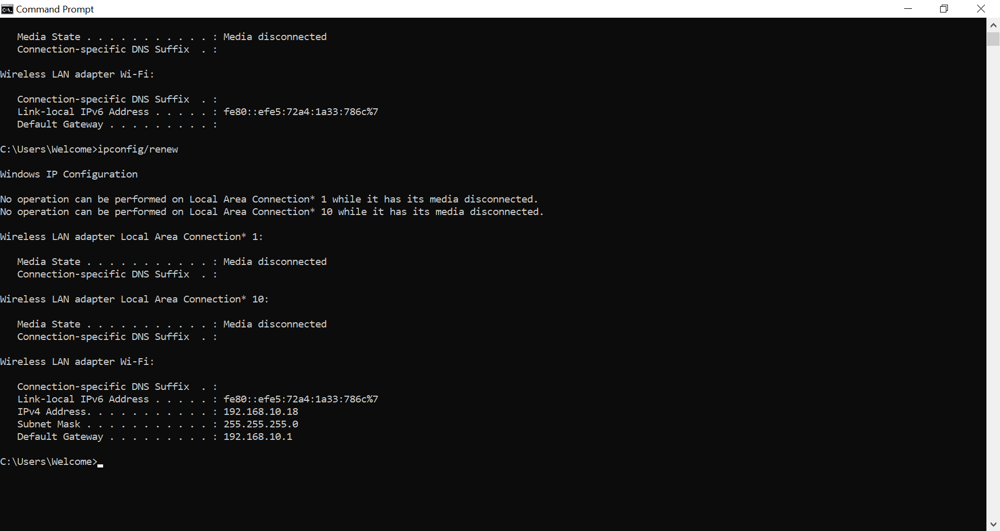 Command Prompt
Media State . . . . . . . . . . . : Media disconnected
Connection-specific DNS Suffix  . :
Wireless LAN adapter Wi-Fi:
Connection-specific DNS Suffix  . :
Link-local IPv6 Address . . . . . : fe80::efe5:72a4:1a33:786c%7
Default Gateway . . . . . . . . . :
C:\Users\Welcome>ipconfig/renew
Windows IP Configuration
No operation can be performed on Local Area Connection* 1 while it has its media disconnected.
No operation can be performed on Local Area Connection* 10 while it has its media disconnected.
Wireless LAN adapter Local Area Connection* 1:
Media State . . . . . . . . . . . : Media disconnected
Connection-specific DNS Suffix  . :
Wireless LAN adapter Local Area Connection* 10:
Media State . . . . . . . . . . . : Media disconnected
Connection-specific DNS Suffix  . :
Wireless LAN adapter Wi-Fi:
Connection-specific DNS Suffix  . :
Link-local IPv6 Address . . . . . : fe80::efe5:72a4:1a33:786c%7
IPv4 Address. . . . . . . . . . . : 192.168.10.18
Subnet Mask . . . . . . . . . . . : 255.255.255.0
Default Gateway . . . . . . . . . : 192.168.10.1
C:\Users\Welcome>